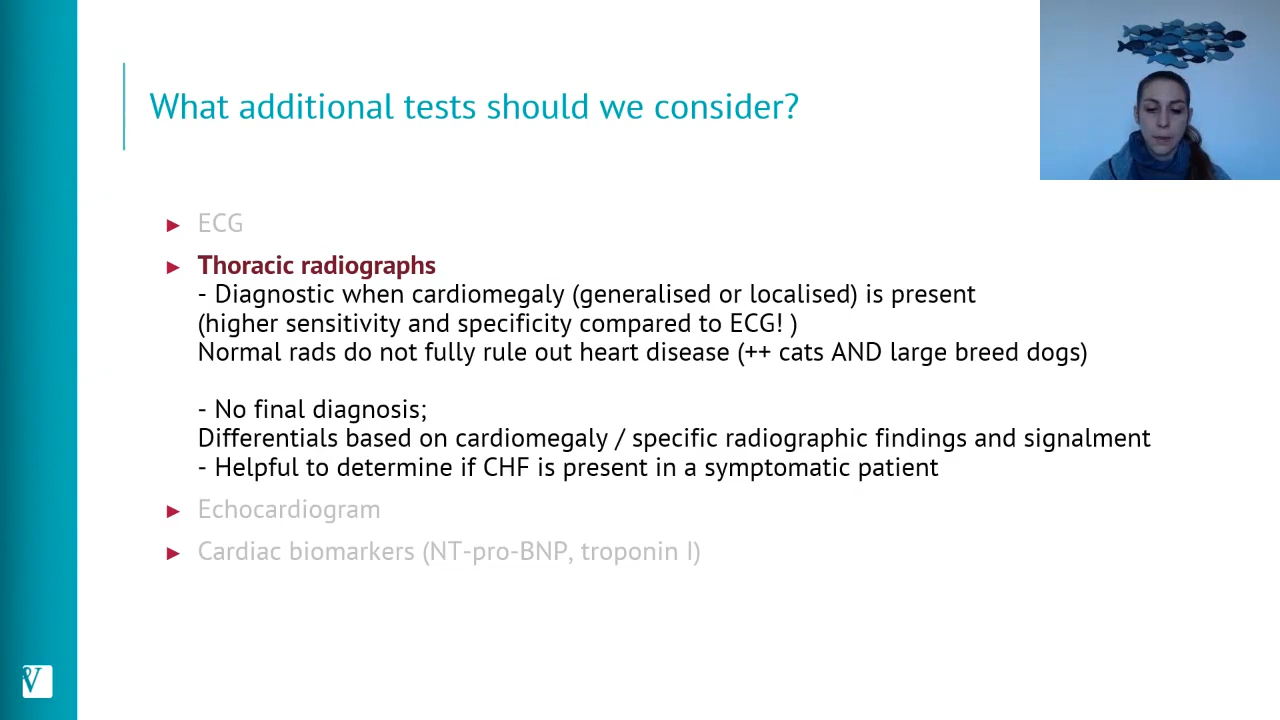 What additional tests should we consider?
► ECG
► Thoracic radiographs
- Diagnostic when cardiomegaly (generalised or localised) is present
(higher sensitivity and specificity compared to ECG! )
Normal rads do not fully rule out heart disease (++ cats AND large breed dogs)
- No final diagnosis;
Differentials based on cardiomegaly / specific radiographic findings and signalment
- Helpful to determine if CHF is present in a symptomatic patient
► Echocardiogram
► Cardiac biomarkers (NT-pro-BNP, troponin I)
&V